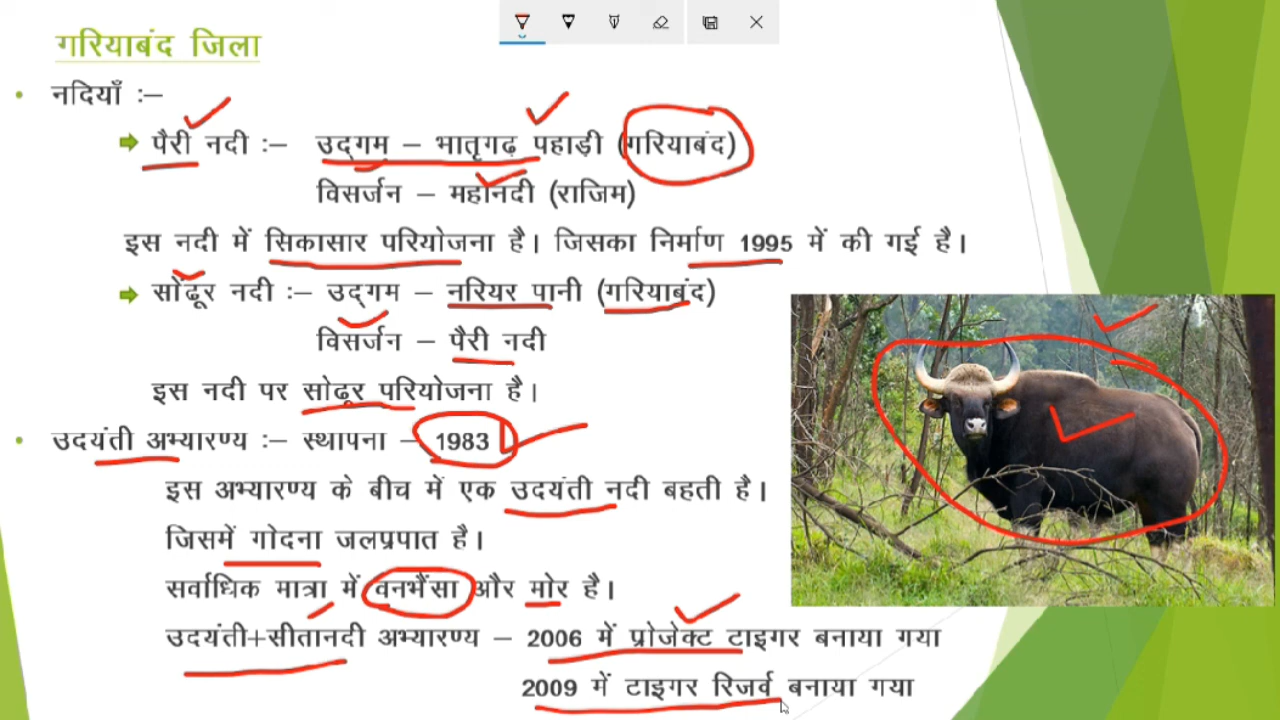 गरियाबंद जिला
नदियाँ :–
पैरी नदी :– उद्गम – भातृगढ़ पहाड़ी (गरियाबंद)
विसर्जन – महानदी (राजिम)
इस नदी में सिकासार परियोजना है। जिसका निर्माण 1995 में की गई है।
सोंढूर नदी :– उद्गम – नरियर पानी (गरियाबंद)
विसर्जन – पैरी नदी
इस नदी पर सोढूर परियोजना है।
उदयंती अभ्यारण्य :– स्थापना – 1983
इस अभ्यारण्य के बीच में एक उदयंती नदी बहती है।
जिसमें गोदना जलप्रपात है।
सर्वाधिक मात्रा में वनभैंसा और मोर है।
उदयंती+सीतानदी अभ्यारण्य – 2006 में प्रोजेक्ट टाइगर बनाया गया
2009 में टाइगर रिजर्व बनाया गया